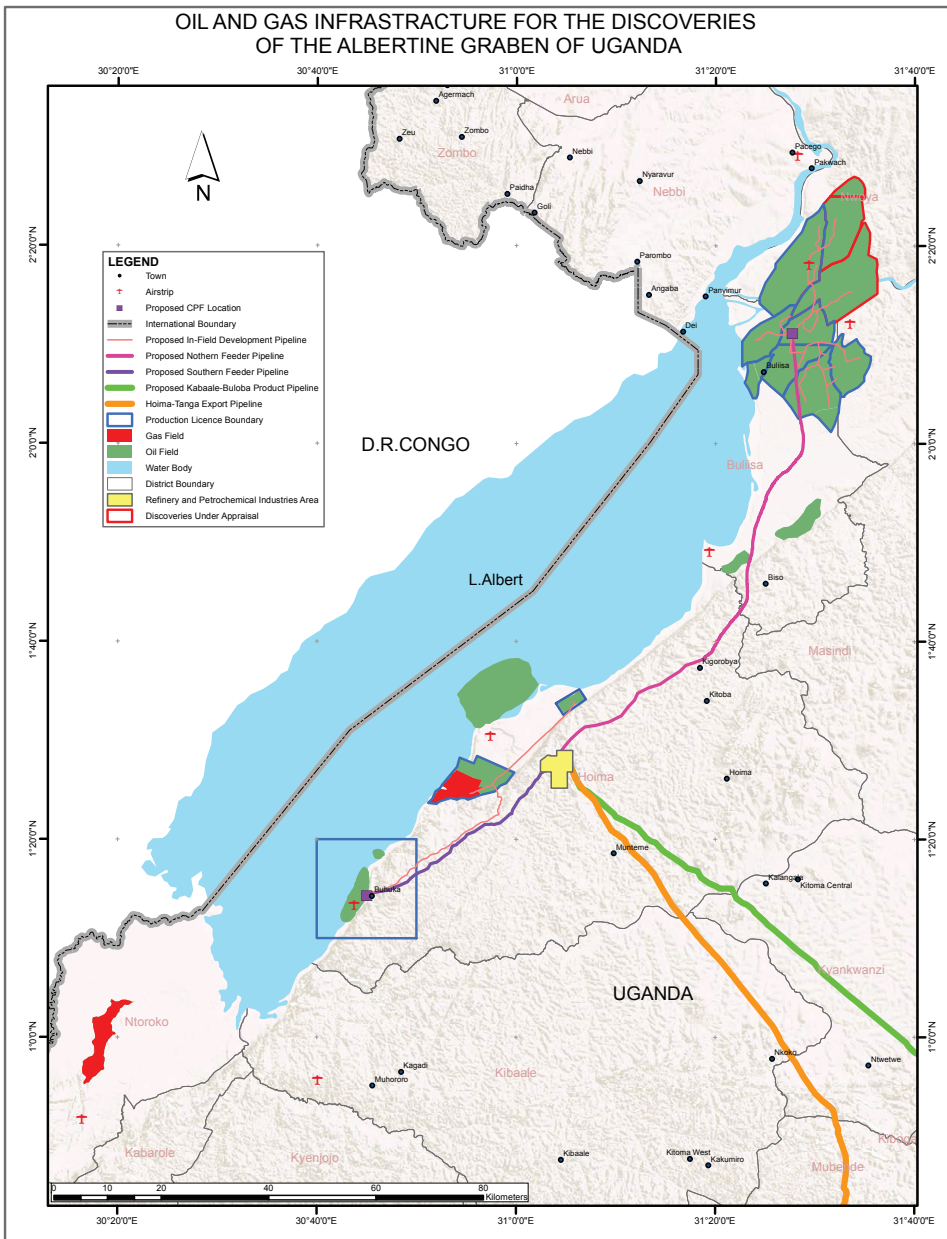 OIL AND GAS INFRASTRACTURE FOR THE DISCOVERIES
OF THE ALBERTINE GRABEN OF UGANDA
30°20'0"E
30°40'0"E
31°0'0"E
31°20'0"E
31°40'0"E
Arua
Agermach
Zeu
Zombo
Zombo
Nebbi
Pacego
Pakwach
Nyaravur
Nebbi
Paidha
Goli
N
2°20'0"N
2°20'0"N
Parombo
Angaba
Panyimur
Dei
Buliisa
LEGEND
Town
Airstrip
Proposed CPF Location
International Boundary
Proposed In-Field Development Pipeline
Proposed Nothern Feeder Pipeline
Proposed Southern Feeder Pipeline
Proposed Kabaale-Buloba Product Pipeline
Hoima-Tanga Export Pipeline
Production Licence Boundary
Gas Field
Oil Field
Water Body
District Boundary
Refinery and Petrochemical Industries Area
Discoveries Under Appraisal
D.R.CONGO
2°0'0"N
2°0'0"N
Buliisa
L.Albert
Biso
1°40'0"N
1°40'0"N
Masindi
Kigorobya
Kitoba
Hoima
Hoima
1°20'0"N
1°20'0"N
Munteme
Kalangala
Kitoma Central
Buhuka
Kyankwanzi
UGANDA
Ntoroko
1°0'0"N
1°0'0"N
Nkoko
Ntwetwe
Kagadi
Muhororo
Kibaale
Kabarole
Kyenjojo
Kibaale
Kitoma West
Kakumiro
Mubende
0 10 20 40 60 80
Kilometers
30°20'0"E
30°40'0"E
31°0'0"E
31°20'0"E
31°40'0"E